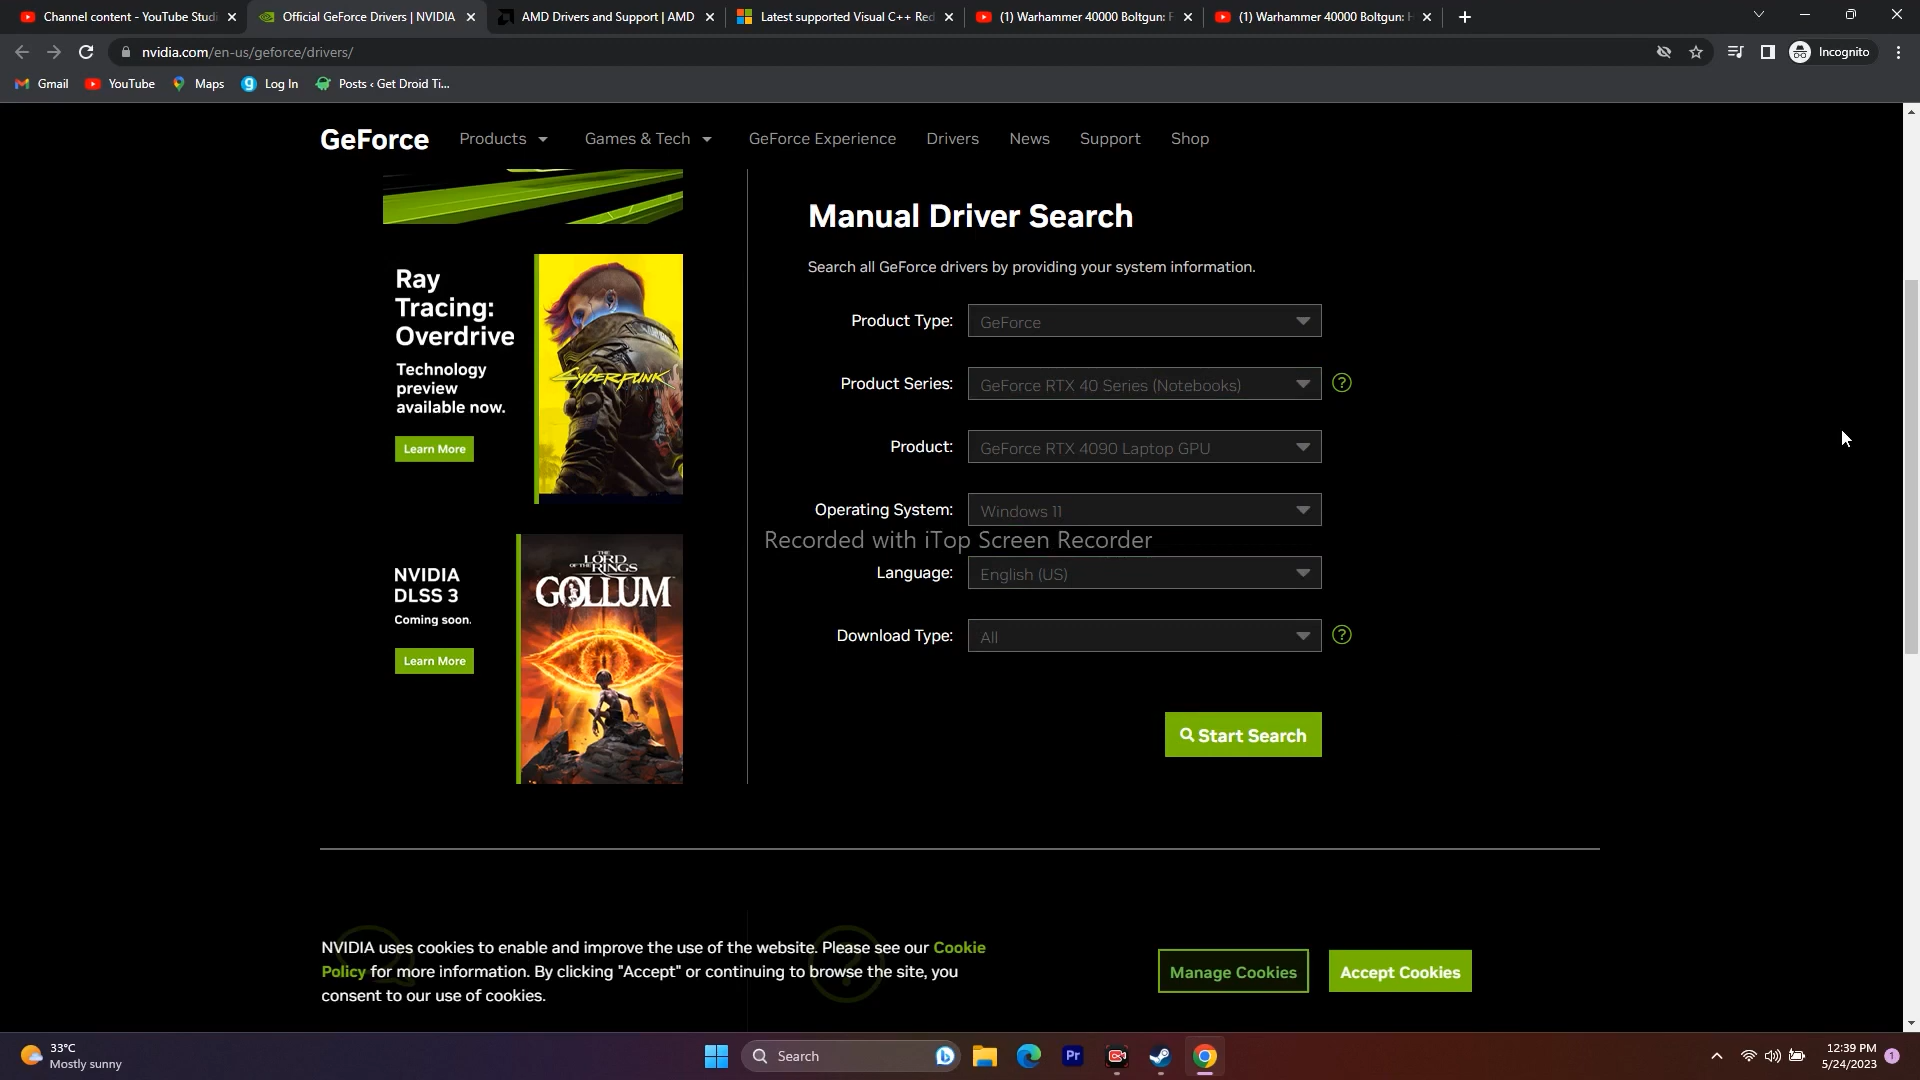 Channel content - YouTube Studi
Official GeForce Drivers | NVIDIA
AMD Drivers and Support | AMD
Latest supported Visual C++ Red
(1) Warhammer 40000 Boltgun: F
(1) Warhammer 40000 Boltgun: H
nvidia.com/en-us/geforce/drivers/
Incognito
Gmail
YouTube
Maps
Log In
Posts ‹ Get Droid Ti...
GeForce
Products
Games & Tech
GeForce Experience
Drivers
News
Support
Shop
Ray
Tracing:
Overdrive
Technology
preview
available now.
Learn More
CYBERPUNK
NVIDIA
DLSS 3
Coming soon.
Learn More
THE
LORD
OF THE RINGS
GOLLUM
Manual Driver Search
Search all GeForce drivers by providing your system information.
Product Type: GeForce
Product Series: GeForce RTX 40 Series (Notebooks) ?
Product: GeForce RTX 4090 Laptop GPU
Operating System: Windows 11
Recorded with iTop Screen Recorder
Language: English (US)
Download Type: All ?
Start Search
NVIDIA uses cookies to enable and improve the use of the website. Please see our Cookie
Policy for more information. By clicking "Accept" or continuing to browse the site, you
consent to our use of cookies.
Manage Cookies
Accept Cookies
33°C
Mostly sunny
Search
Pr
12:39 PM
5/24/2023
1